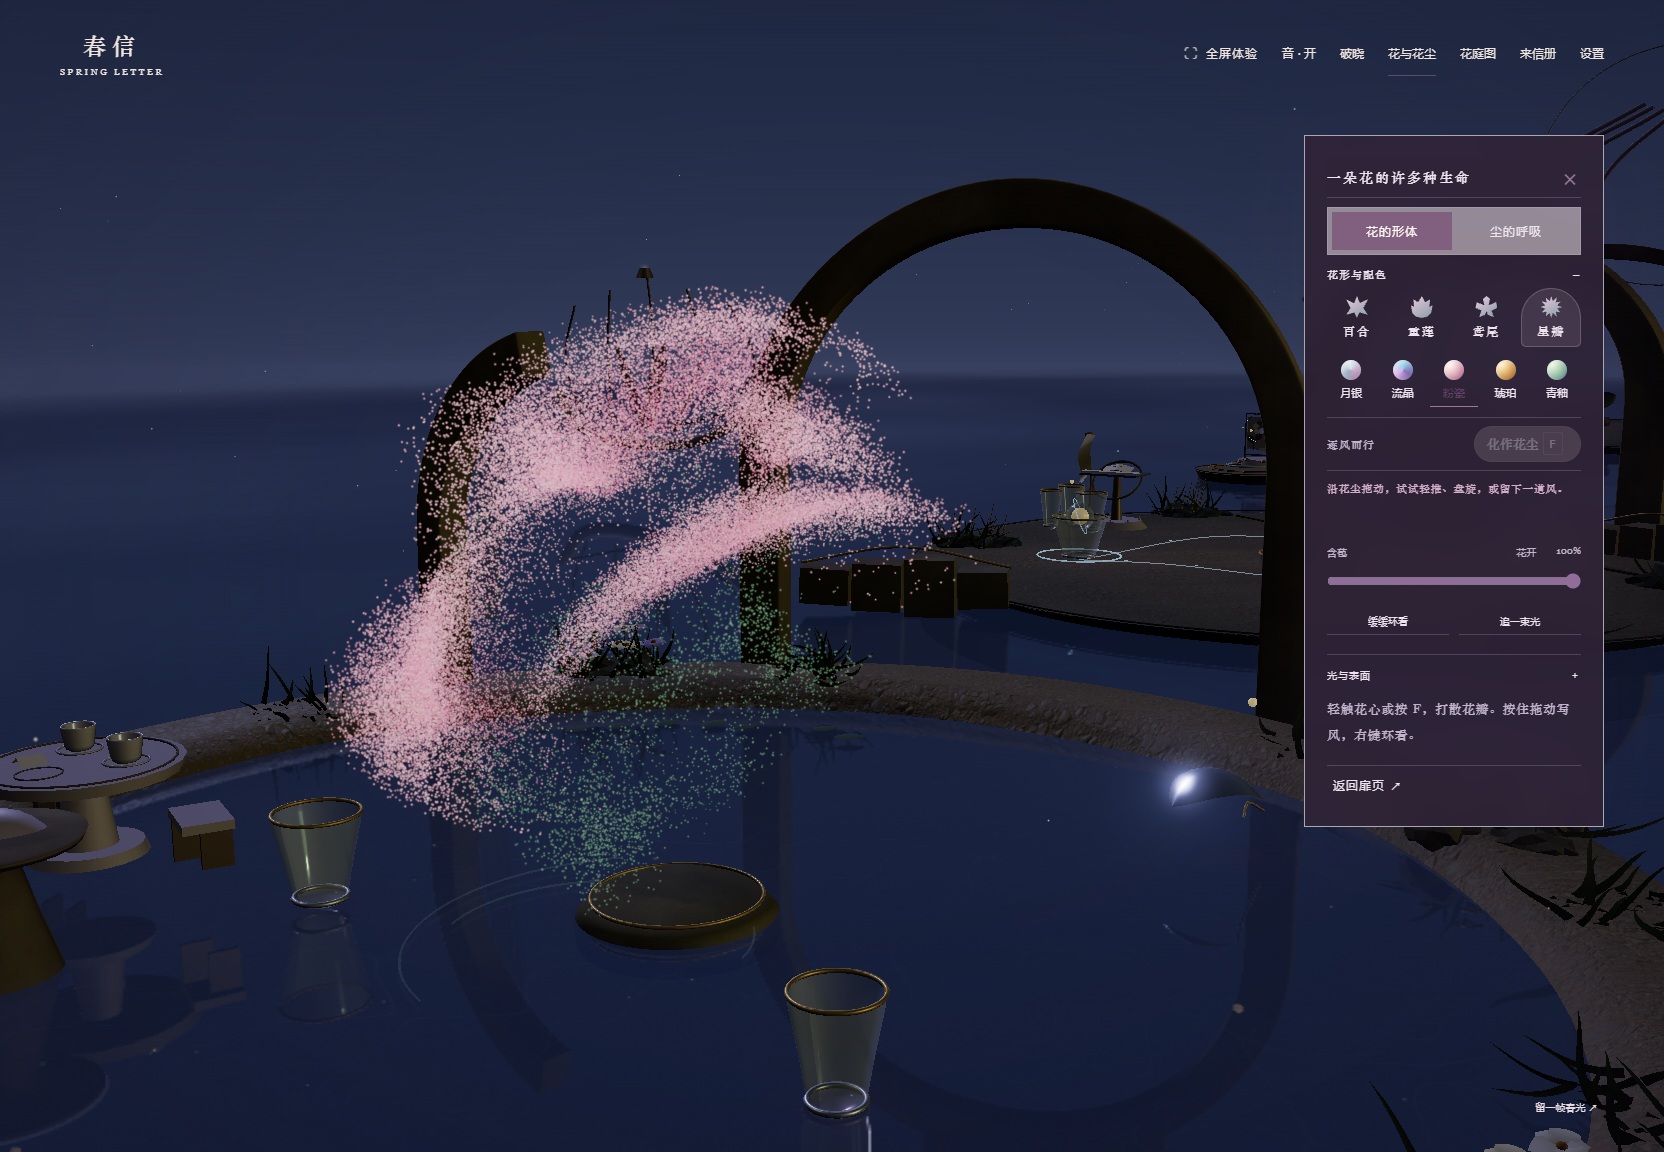 春信
SPRING LETTER
全屏体验 音·开 破晓 花与花尘 花庭图 来信册 设置
一朵花的许多种生命
花的形体 尘的呼吸
花形与配色
百合 重莲 鸢尾 星瓣
月银 流晶 粉瓷 琥珀 青釉
逐风而行 化作花尘 F
沿花尘拖动，试试轻推、盘旋，或留下一道风。
含苞 花开 100%
缓缓环看 追一束光
光与表面
轻触花心或按 F，打散花瓣。按住拖动写
风，右键环看。
返回扉页 ↗
留一帧春光 ↗